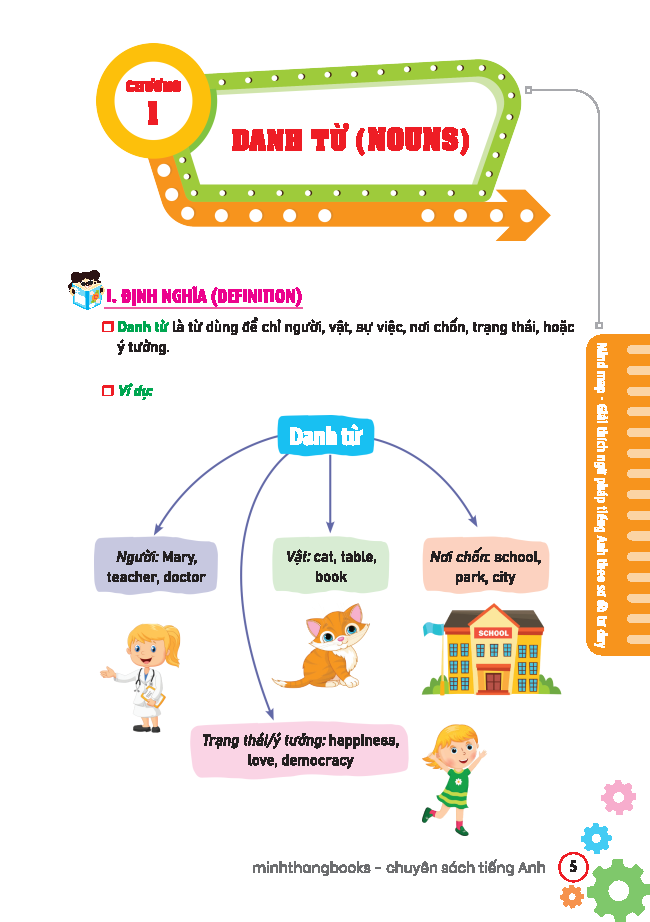 CHƯƠNG
1
DANH TỪ (NOUNS)
I. ĐỊNH NGHĨA (DEFINITION)
Danh từ là từ dùng để chỉ người, vật, sự việc, nơi chốn, trạng thái, hoặc
ý tưởng.
Ví dụ:
Danh từ
Người: Mary,
teacher, doctor
Vật: cat, table,
book
Nơi chốn: school,
park, city
SCHOOL
Trạng thái/ý tưởng: happiness,
love, democracy
Mind map - Giải thích ngữ pháp tiếng Anh theo sơ đồ tư duy
minhthangbooks - chuyên sách tiếng Anh
5